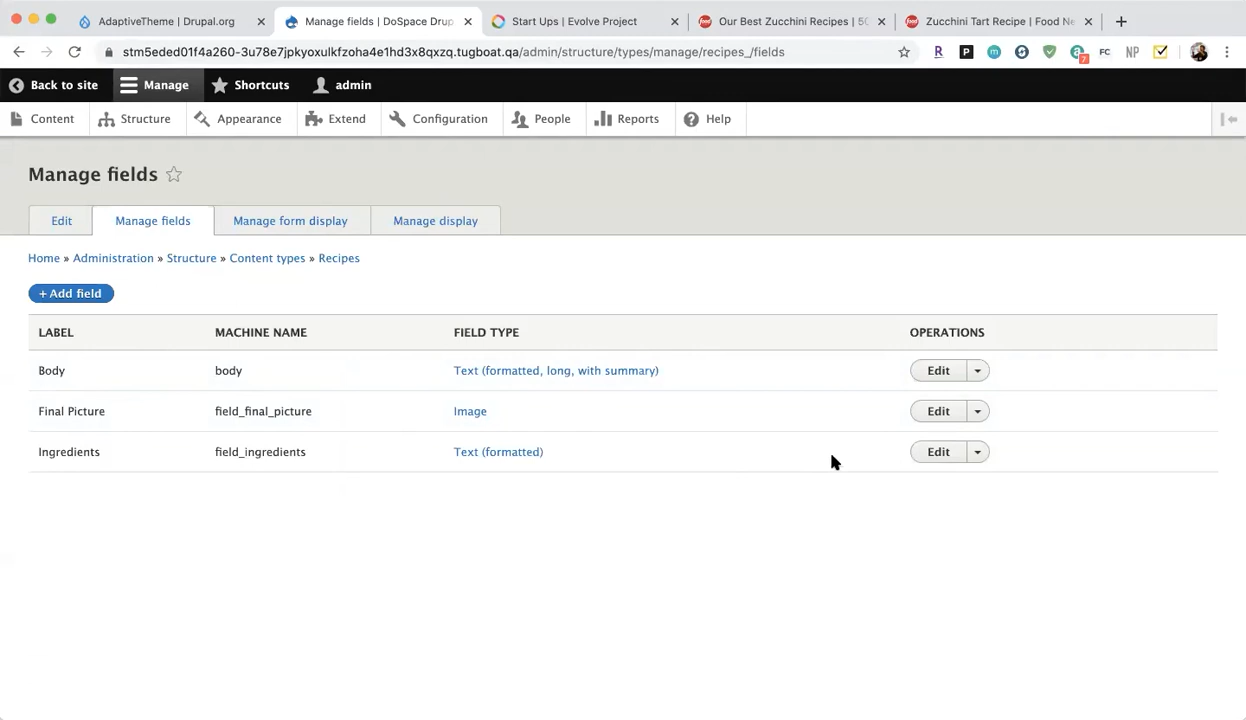 AdaptiveTheme | Drupal.org
Manage fields | DoSpace Drup
Start Ups | Evolve Project
Our Best Zucchini Recipes | 50
Zucchini Tart Recipe | Food Ne
stm5eded01f4a260-3u78e7jpkyoxulkfzoha4e1hd3x8qxzq.tugboat.qa/admin/structure/types/manage/recipes_/fields
R P m 7 FC NP
Back to site Manage Shortcuts admin
Content Structure Appearance Extend Configuration People Reports Help
Manage fields
Edit Manage fields Manage form display Manage display
Home » Administration » Structure » Content types » Recipes
+ Add field
LABEL MACHINE NAME FIELD TYPE OPERATIONS
Body body Text (formatted, long, with summary) Edit
Final Picture field_final_picture Image Edit
Ingredients field_ingredients Text (formatted) Edit